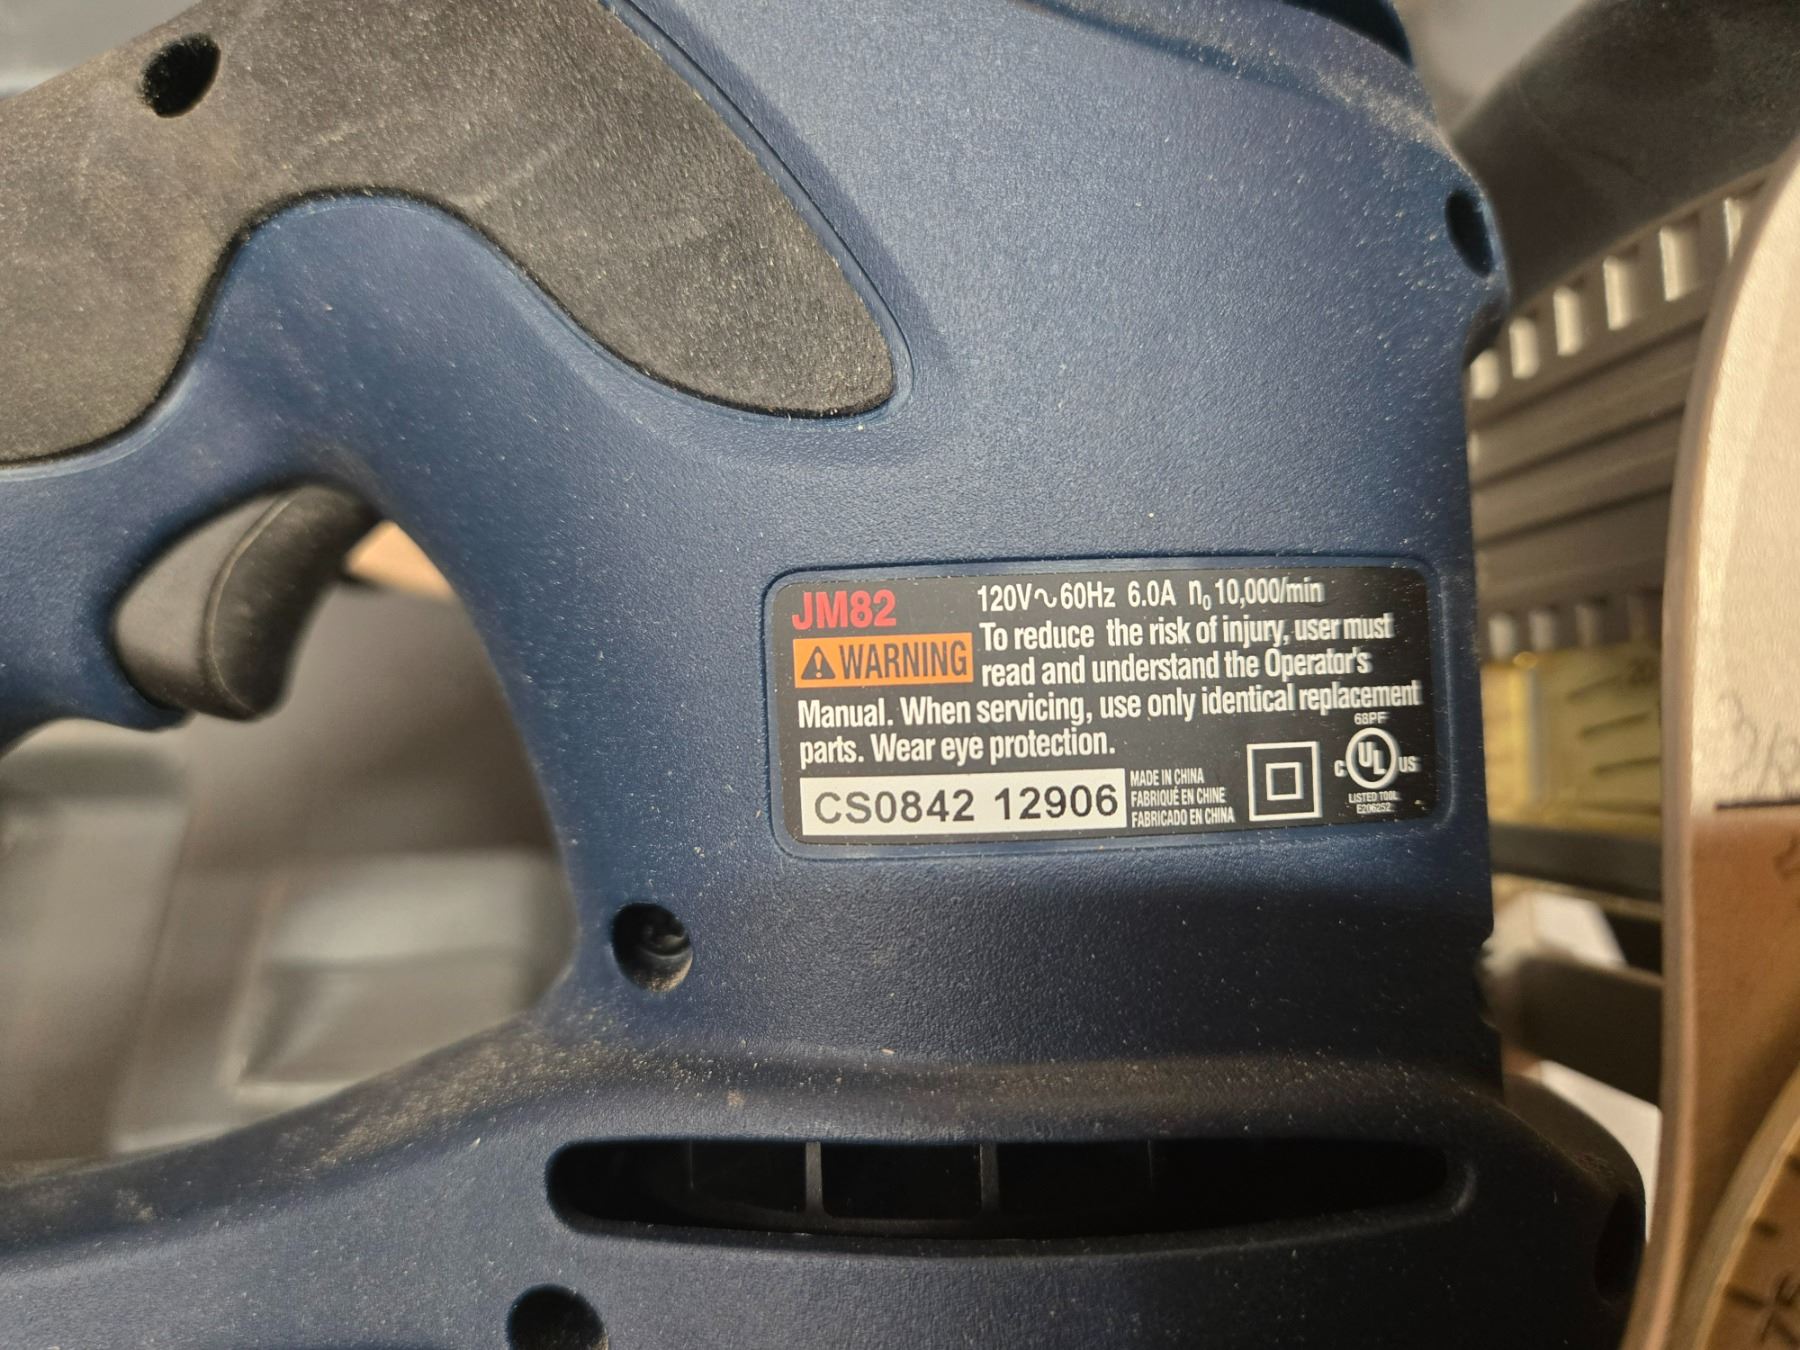 JM82
120V~60Hz 6.0A n₀ 10,000/min
⚠WARNING
To reduce the risk of injury, user must
read and understand the Operator's
Manual. When servicing, use only identical replacement
parts. Wear eye protection.
68PF
C UL US
LISTED TOOL
CS0842 12906
MADE IN CHINA
FABRIQUÉ EN CHINE
FABRICADO EN CHINA